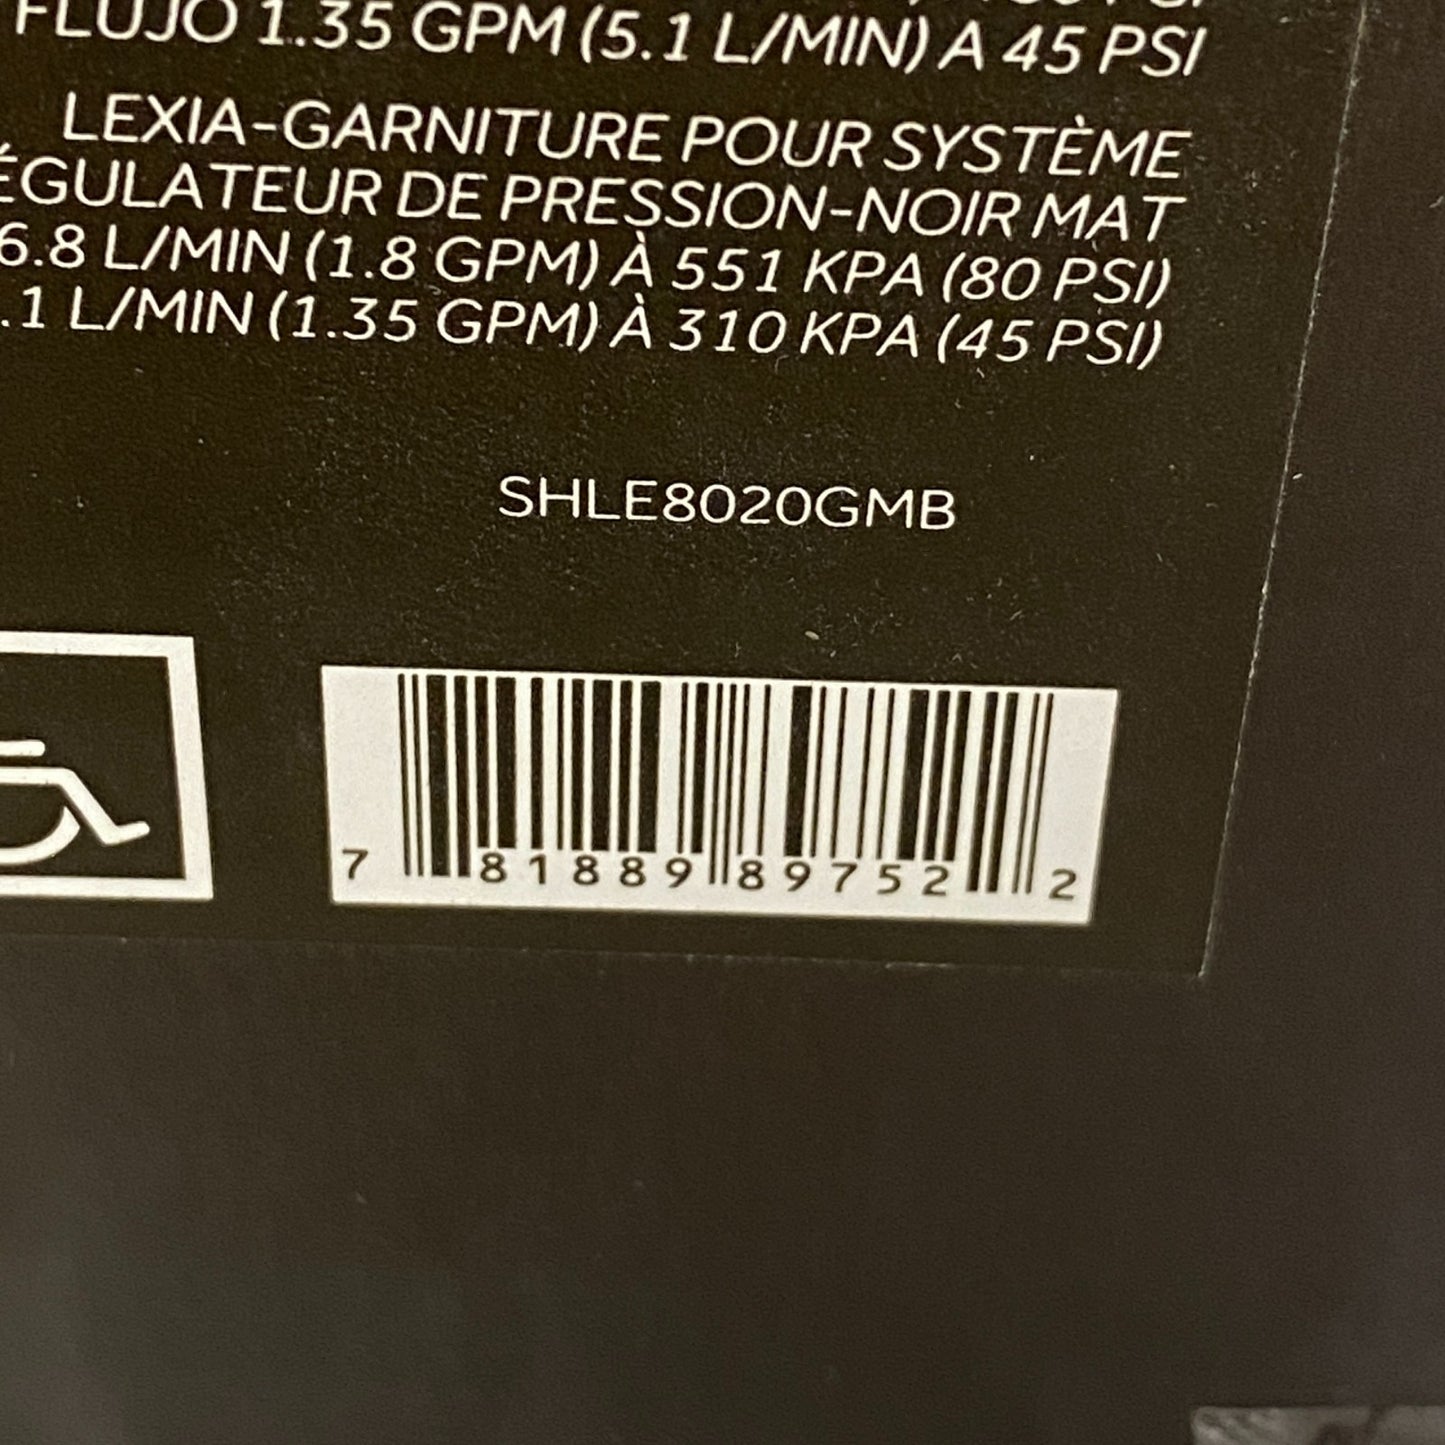 FLUJO 1.35 GPM (5.1 L/MIN) A 45 PSI
LEXIA-GARNITURE POUR SYSTÈME
ÉGULATEUR DE PRESSION-NOIR MAT
6.8 L/MIN (1.8 GPM) À 551 KPA (80 PSI)
.1 L/MIN (1.35 GPM) À 310 KPA (45 PSI)
SHLE8020GMB
7 81889 89752 2